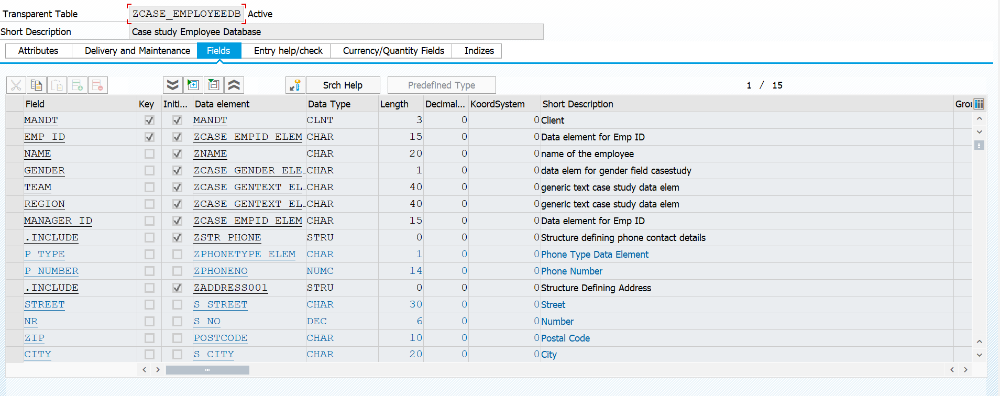 Transparent Table ZCASE_EMPLOYEEDB Active
Short Description Case study Employee Database
Attributes Delivery and Maintenance Fields Entry help/check Currency/Quantity Fields Indizes
Srch Help Predefined Type 1 / 15
Field Key Initi... Data element Data Type Length Decimal... KoordSystem Short Description Grou
MANDT MANDT CLNT 3 0 0 Client
EMP_ID ZCASE_EMPID_ELEM CHAR 15 0 0 Data element for Emp ID
NAME ZNAME CHAR 20 0 0 name of the employee
GENDER ZCASE_GENDER_ELE... CHAR 1 0 0 data elem for gender field casestudy
TEAM ZCASE_GENTEXT_EL... CHAR 40 0 0 generic text case study data elem
REGION ZCASE_GENTEXT_EL... CHAR 40 0 0 generic text case study data elem
MANAGER_ID ZCASE_EMPID_ELEM CHAR 15 0 0 Data element for Emp ID
.INCLUDE ZSTR_PHONE STRU 0 0 0 Structure defining phone contact details
P_TYPE ZPHONETYPE_ELEM CHAR 1 0 0 Phone Type Data Element
P_NUMBER ZPHONENO NUMC 14 0 0 Phone Number
.INCLUDE ZADDRESS001 STRU 0 0 0 Structure Defining Address
STREET S_STREET CHAR 30 0 0 Street
NR S_NO DEC 6 0 0 Number
ZIP POSTCODE CHAR 10 0 0 Postal Code
CITY S_CITY CHAR 20 0 0 City